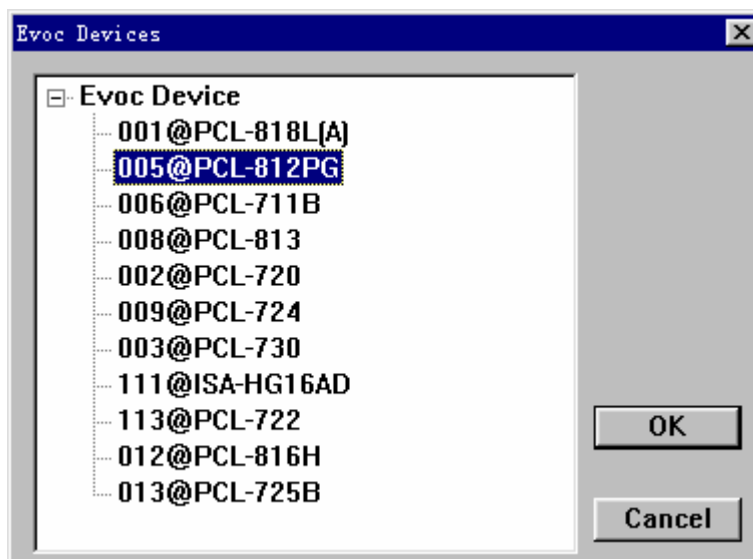 Evoc Devices
Evoc Device
001@PCL-818L(A)
005@PCL-812PG
006@PCL-711B
008@PCL-813
002@PCL-720
009@PCL-724
003@PCL-730
111@ISA-HG16AD
113@PCL-722
012@PCL-816H
013@PCL-725B
OK
Cancel